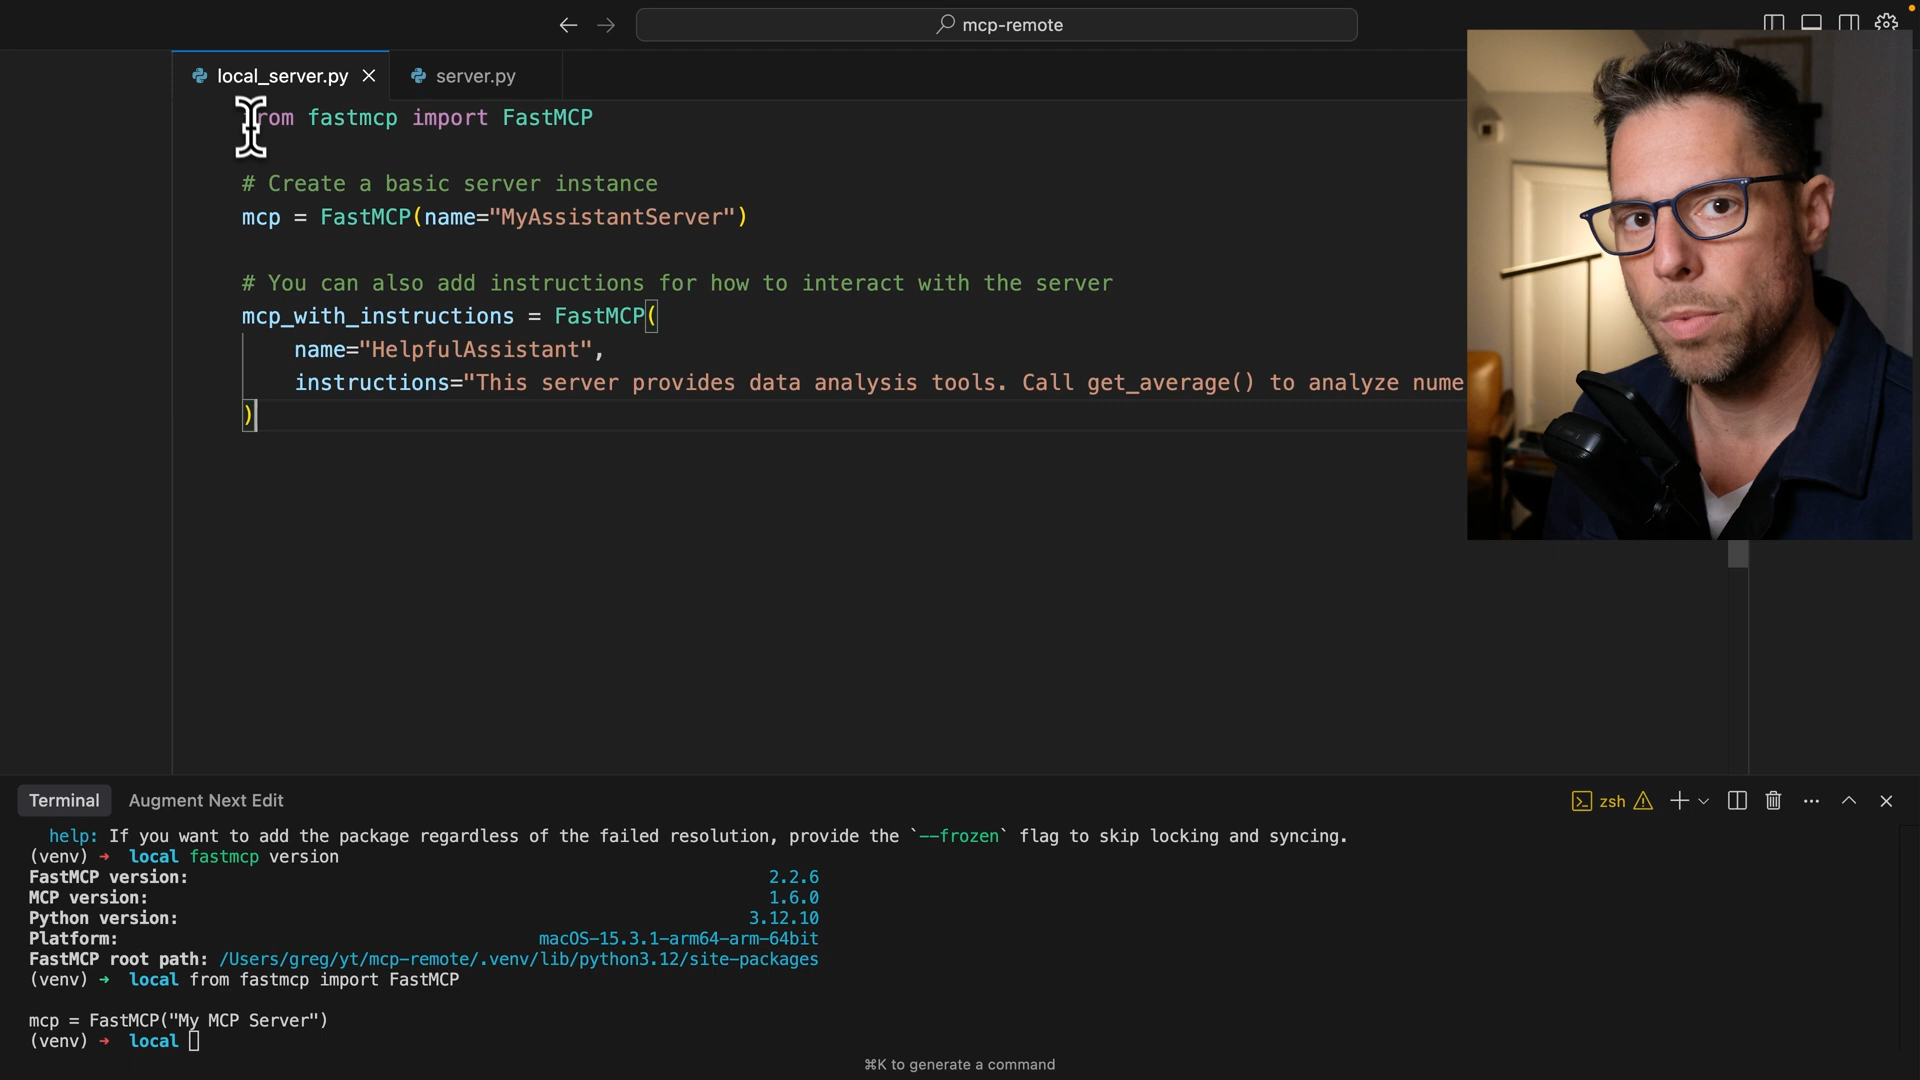 mcp-remote
local_server.py
server.py
from fastmcp import FastMCP
# Create a basic server instance
mcp = FastMCP(name="MyAssistantServer")
# You can also add instructions for how to interact with the server
mcp_with_instructions = FastMCP(
name="HelpfulAssistant",
instructions="This server provides data analysis tools. Call get_average() to analyze nume
)
Terminal
Augment Next Edit
zsh
help: If you want to add the package regardless of the failed resolution, provide the `--frozen` flag to skip locking and syncing.
(venv) ➜ local fastmcp version
FastMCP version: 2.2.6
MCP version: 1.6.0
Python version: 3.12.10
Platform: macOS-15.3.1-arm64-arm-64bit
FastMCP root path: /Users/greg/yt/mcp-remote/.venv/lib/python3.12/site-packages
(venv) ➜ local from fastmcp import FastMCP
mcp = FastMCP("My MCP Server")
(venv) ➜ local
⌘K to generate a command